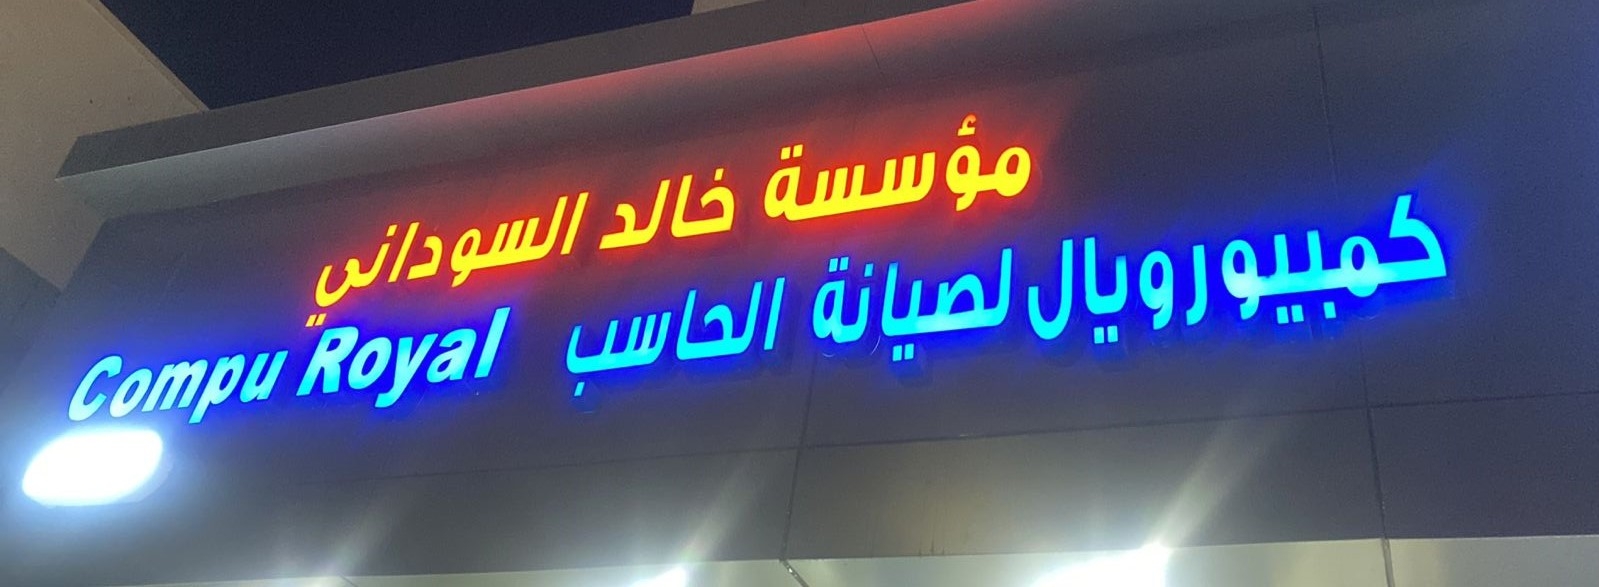 مؤسسة خالد السوداني
كمبيورويال لصيانة الحاسب Compu Royal